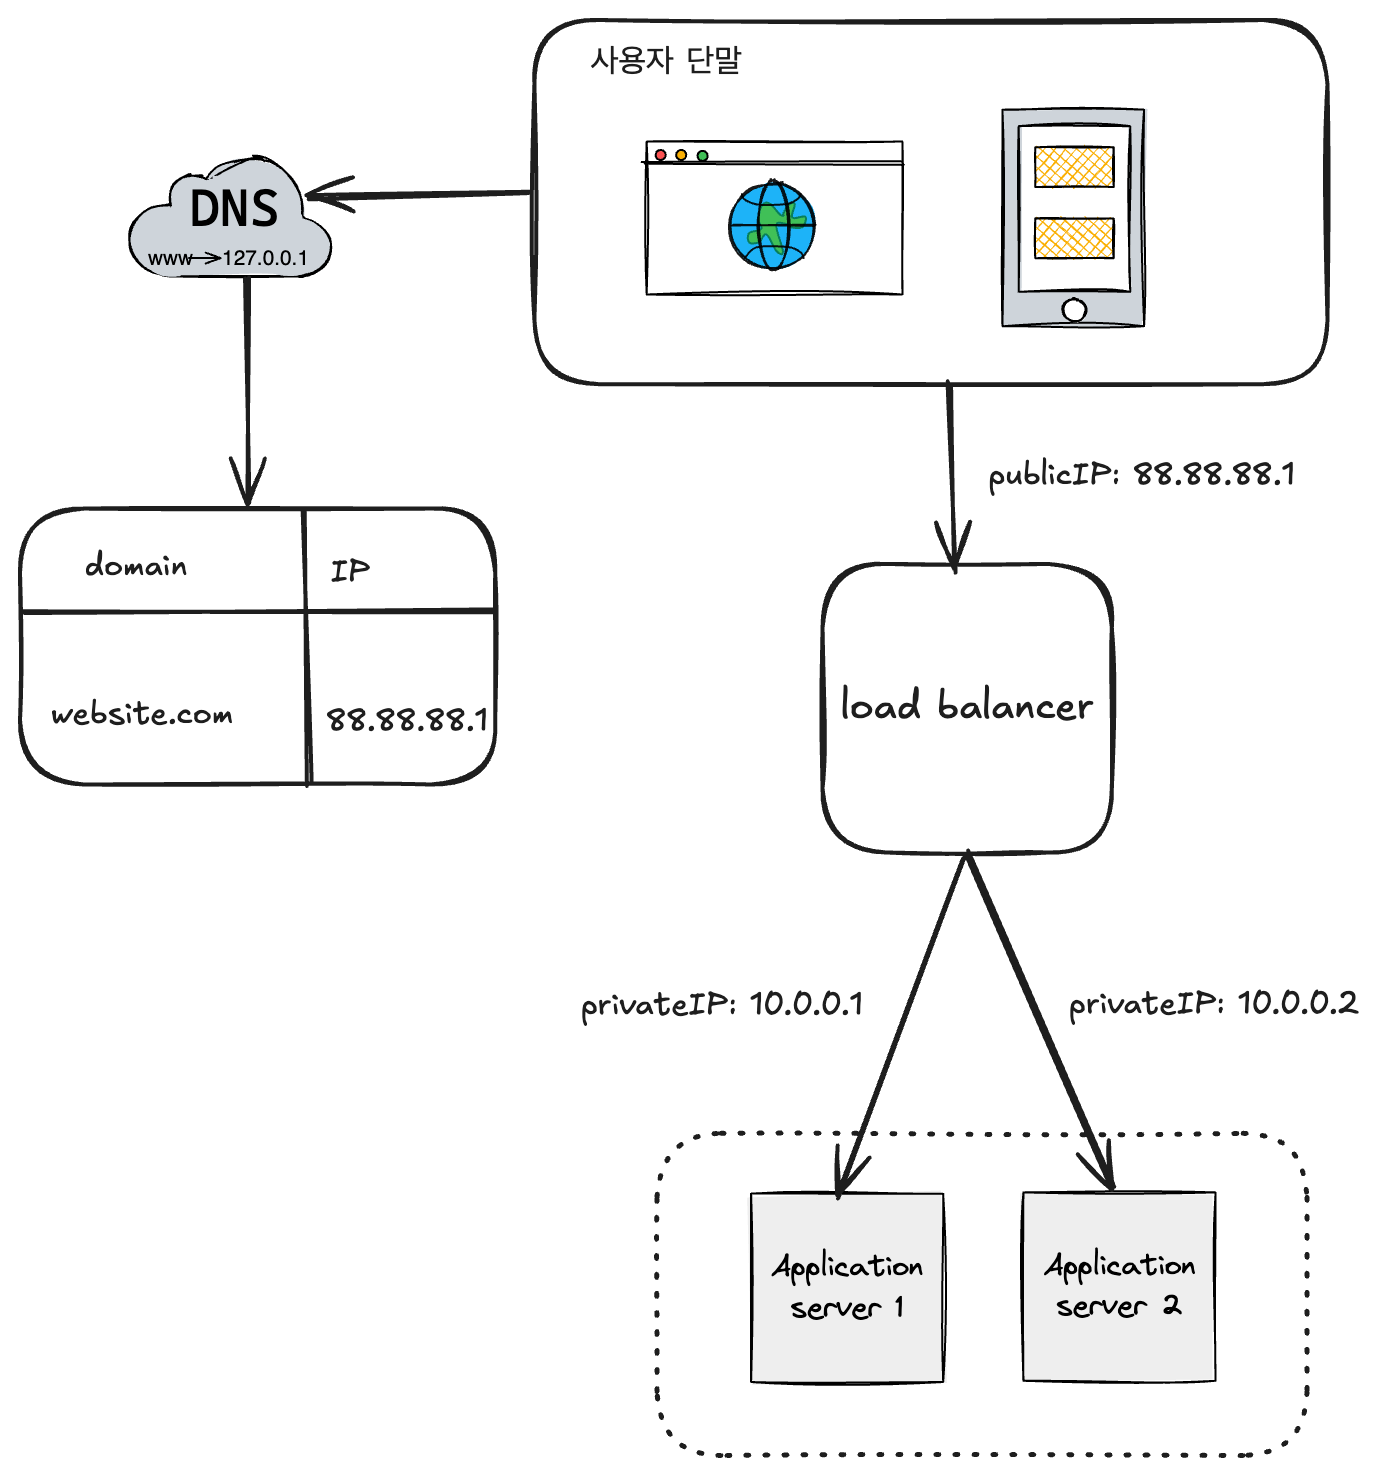 사용자 단말
DNS
www→127.0.0.1
publicIP: 88.88.88.1
domain
IP
website.com
88.88.88.1
load balancer
privateIP: 10.0.0.1
privateIP: 10.0.0.2
Application
server 1
Application
server 2